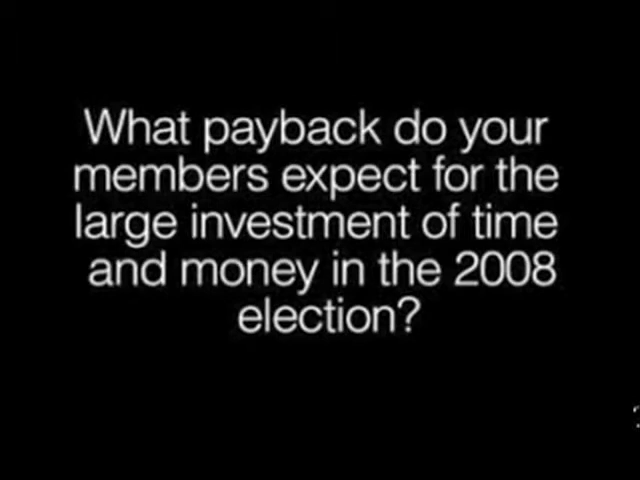 What payback do your
members expect for the
large investment of time
and money in the 2008
election?